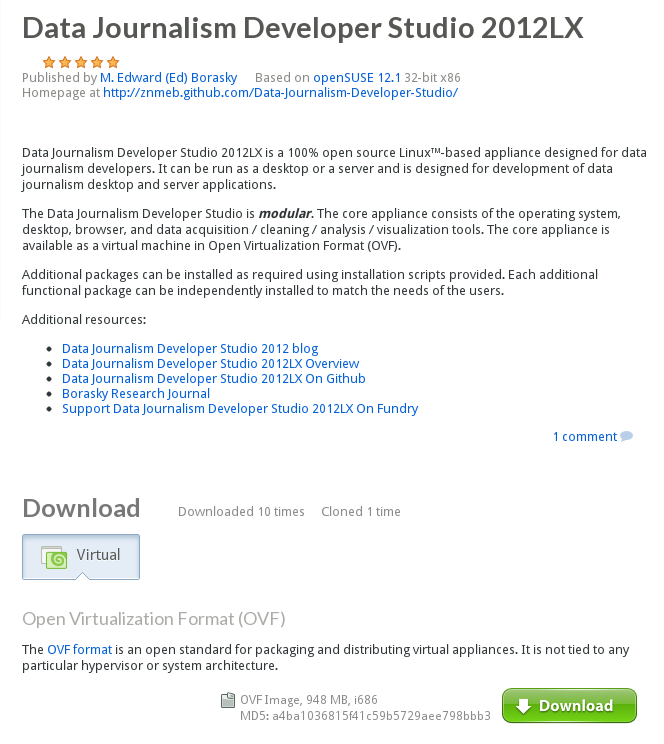 Data Journalism Developer Studio 2012LX
Published by M. Edward (Ed) Borasky Based on openSUSE 12.1 32-bit x86
Homepage at http://znmeb.github.com/Data-Journalism-Developer-Studio/
Data Journalism Developer Studio 2012LX is a 100% open source Linux™-based appliance designed for data
journalism developers. It can be run as a desktop or a server and is designed for development of data
journalism desktop and server applications.
The Data Journalism Developer Studio is modular. The core appliance consists of the operating system,
desktop, browser, and data acquisition / cleaning / analysis / visualization tools. The core appliance is
available as a virtual machine in Open Virtualization Format (OVF).
Additional packages can be installed as required using installation scripts provided. Each additional
functional package can be independently installed to match the needs of the users.
Additional resources:
Data Journalism Developer Studio 2012 blog
Data Journalism Developer Studio 2012LX Overview
Data Journalism Developer Studio 2012LX On Github
Borasky Research Journal
Support Data Journalism Developer Studio 2012LX On Fundry
1 comment
Download Downloaded 10 times Cloned 1 time
Virtual
Open Virtualization Format (OVF)
The OVF format is an open standard for packaging and distributing virtual appliances. It is not tied to any
particular hypervisor or system architecture.
OVF Image, 948 MB, i686
MD5: a4ba1036815f41c59b5729aee798bbb3
Download